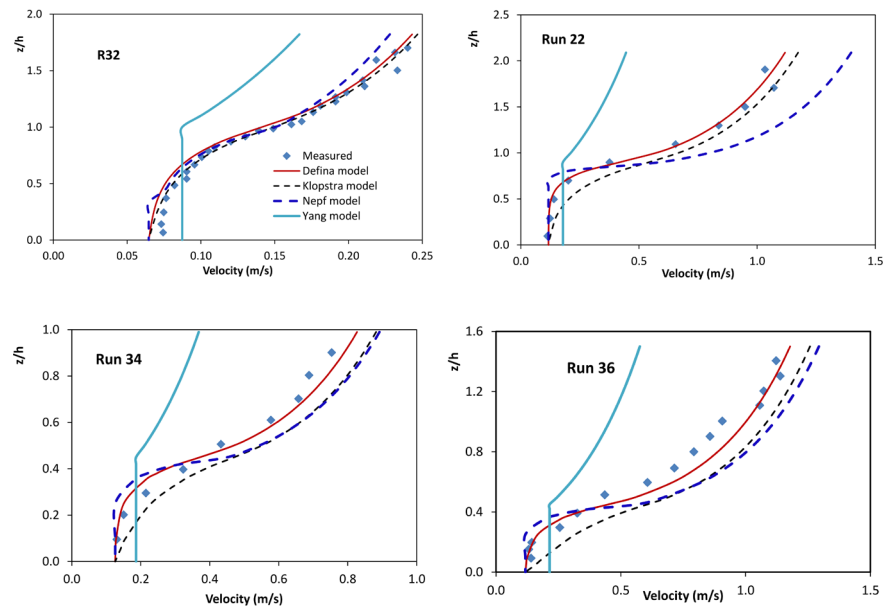 R32
z/h
2.0
1.5
1.0
0.5
0.0
0.00 0.05 0.10 0.15 0.20 0.25
Velocity (m/s)
Measured
Defina model
Klopstra model
Nepf model
Yang model
Run 22
z/h
2.5
2.0
1.5
1.0
0.5
0.0
0.0 0.5 1.0 1.5
Velocity (m/s)
Run 34
z/h
1.0
0.8
0.6
0.4
0.2
0.0
0.0 0.2 0.4 0.6 0.8 1.0
Velocity (m/s)
Run 36
z/h
1.6
1.2
0.8
0.4
0.0
0.0 0.5 1.0 1.5
Velocity (m/s)